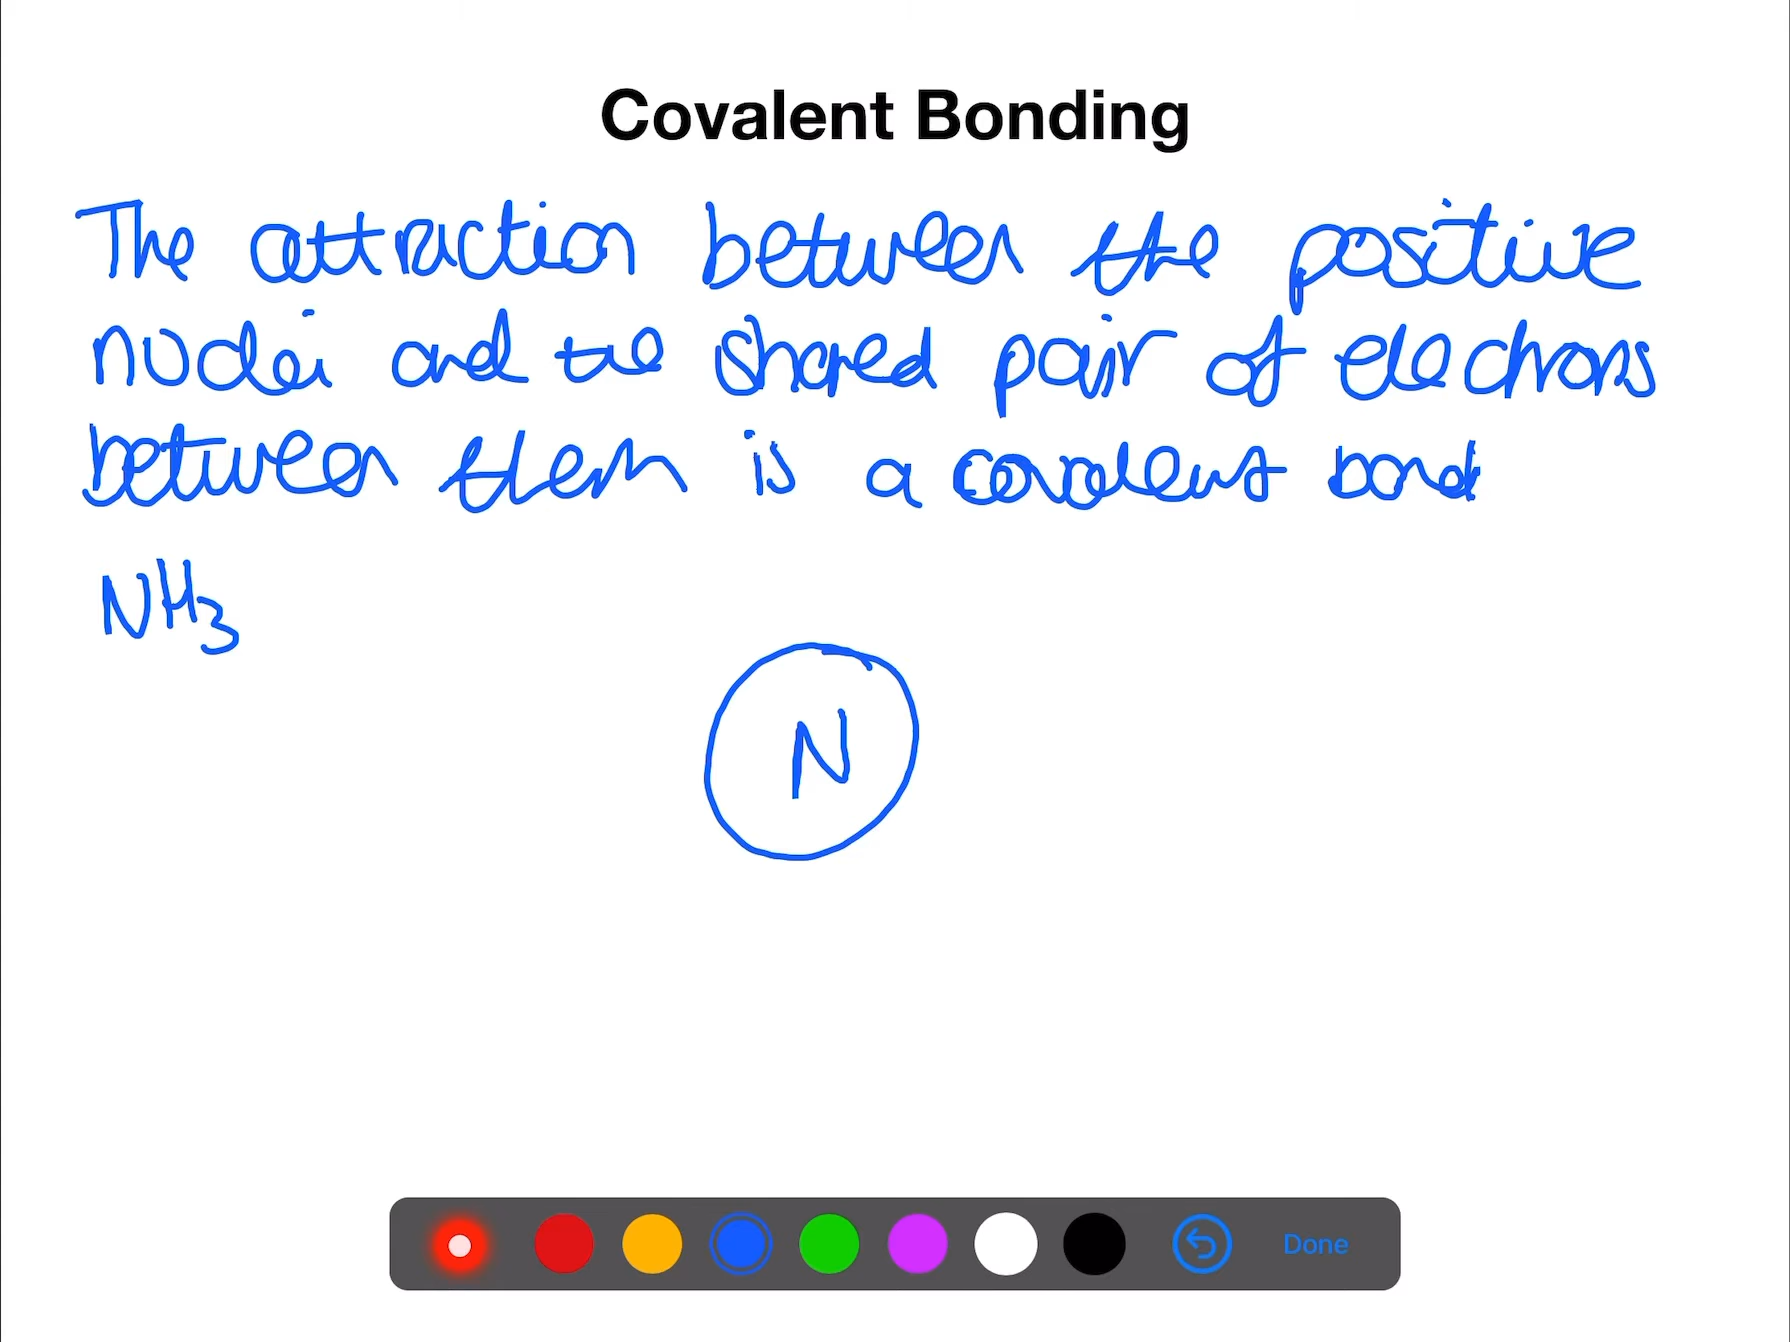 Covalent Bonding
The attraction between the positive
nuclei and the shared pair of electrons
between them is a covalent bond
NH₃
N
Done